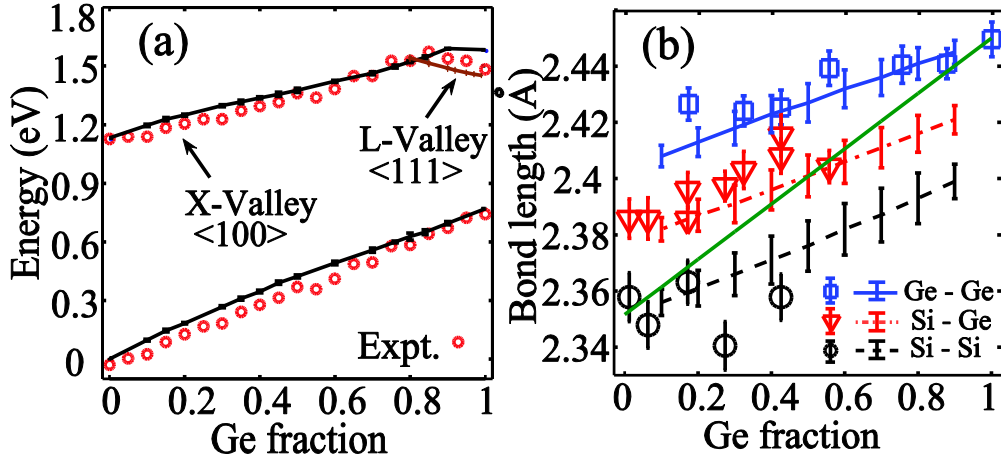 (a)
1.8
1.5
1.2
0.9
0.6
0.3
0
Energy (eV)
X-Valley
<100>
L-Valley
<111>
Expt.
0 0.2 0.4 0.6 0.8 1
Ge fraction
(b)
2.44
2.42
2.4
2.38
2.36
2.34
Bond length (Å)
Ge - Ge
Si - Ge
Si - Si
0 0.2 0.4 0.6 0.8 1
Ge fraction